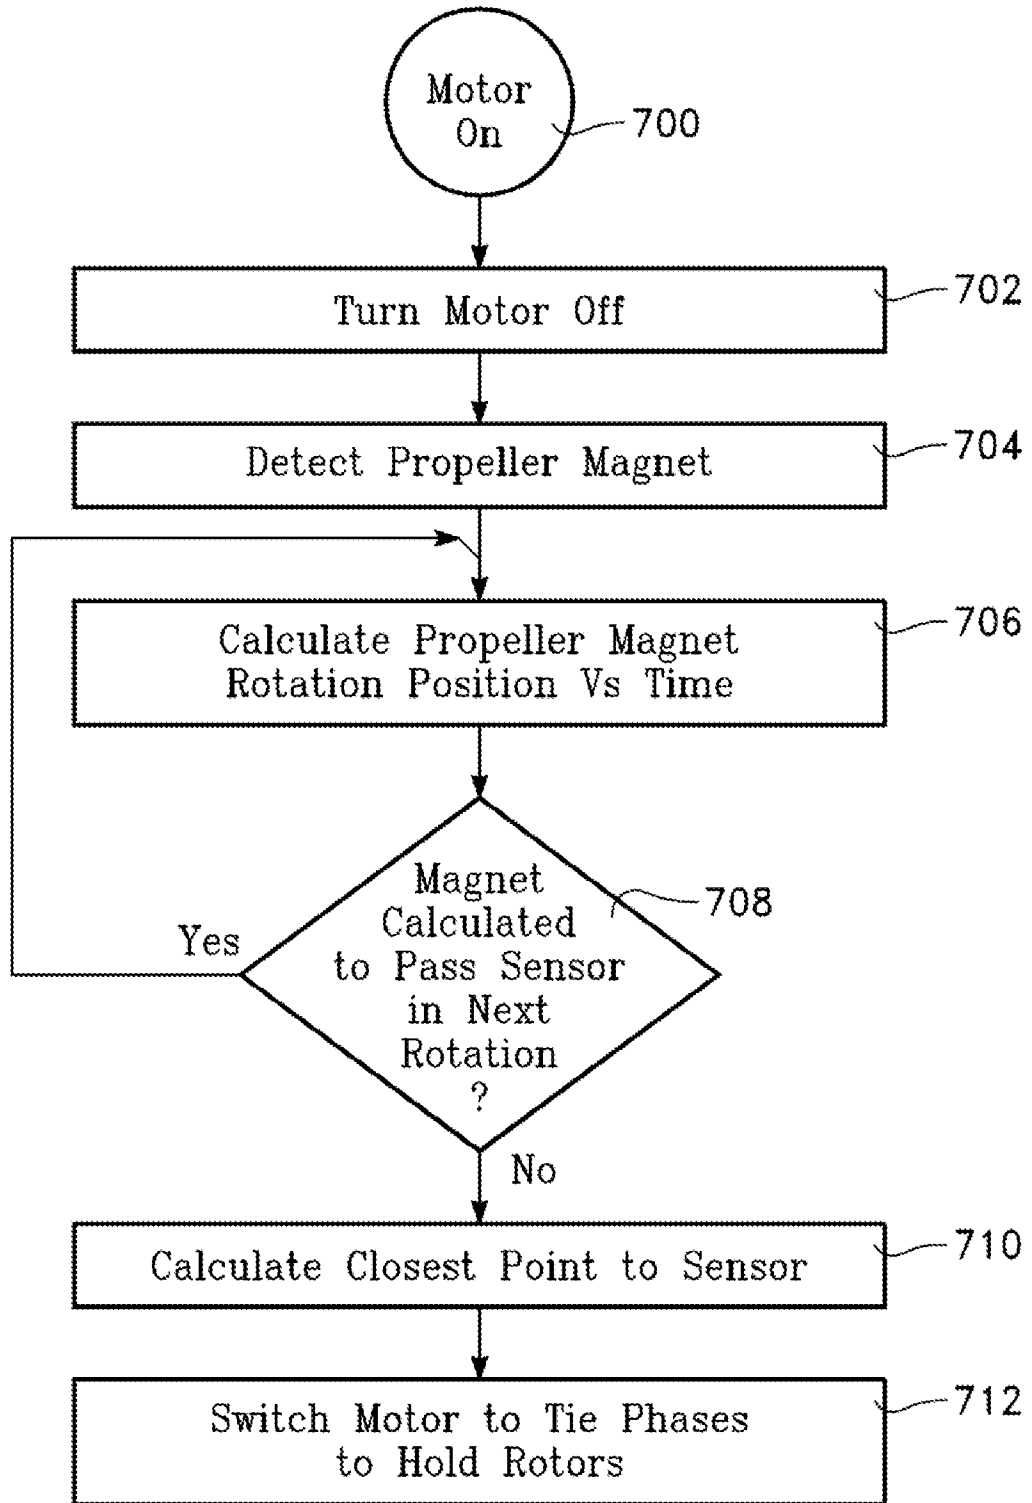 Motor
On
700
Turn Motor Off
702
Detect Propeller Magnet
704
Calculate Propeller Magnet
Rotation Position Vs Time
706
Magnet
Calculated
to Pass Sensor
in Next
Rotation
?
708
Yes
No
Calculate Closest Point to Sensor
710
Switch Motor to Tie Phases
to Hold Rotors
712